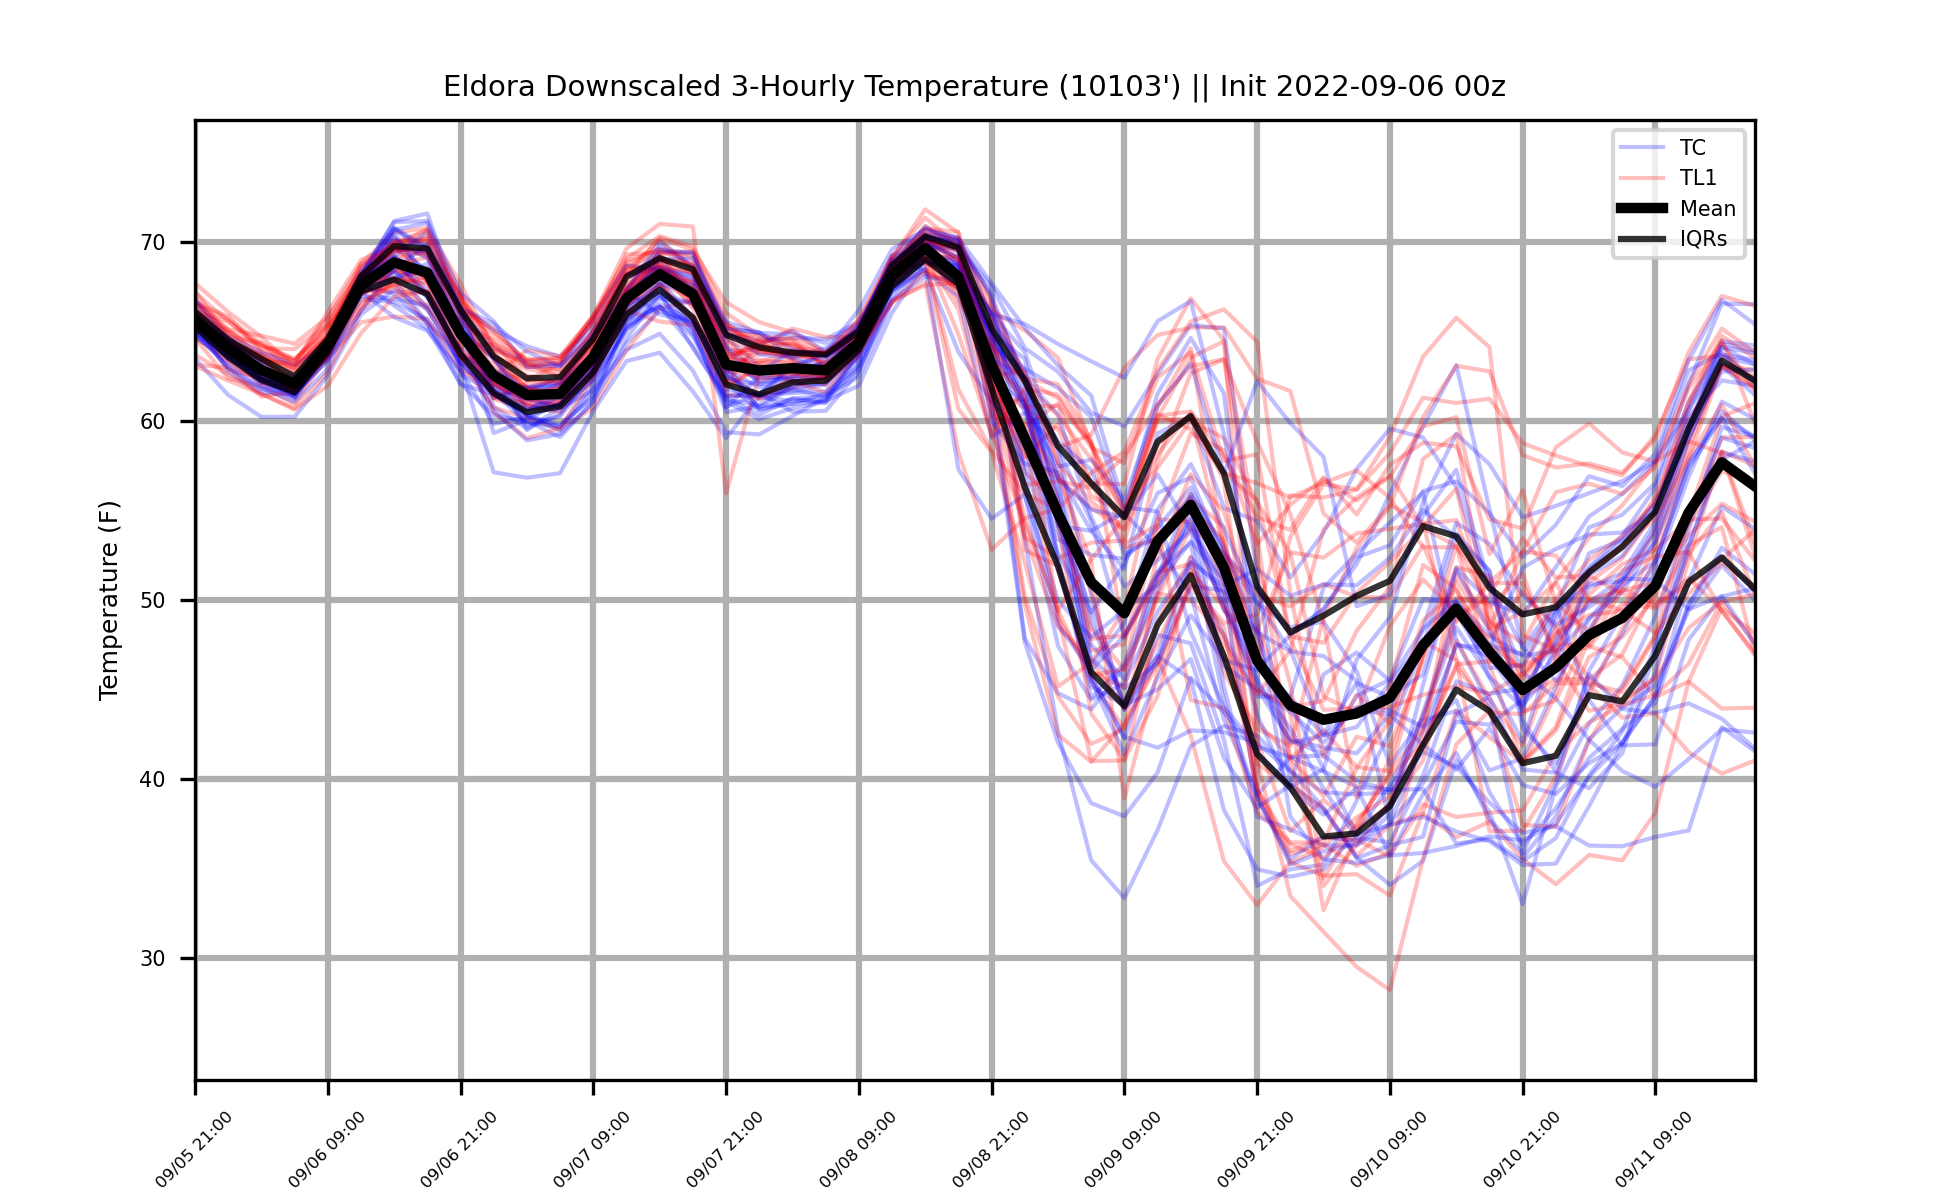 Eldora Downscaled 3-Hourly Temperature (10103') || Init 2022-09-06 00z
TC
TL1
Mean
IQRs
Temperature (F)
70
60
50
40
30
09/05 21:00
09/06 09:00
09/06 21:00
09/07 09:00
09/07 21:00
09/08 09:00
09/08 21:00
09/09 09:00
09/09 21:00
09/10 09:00
09/10 21:00
09/11 09:00